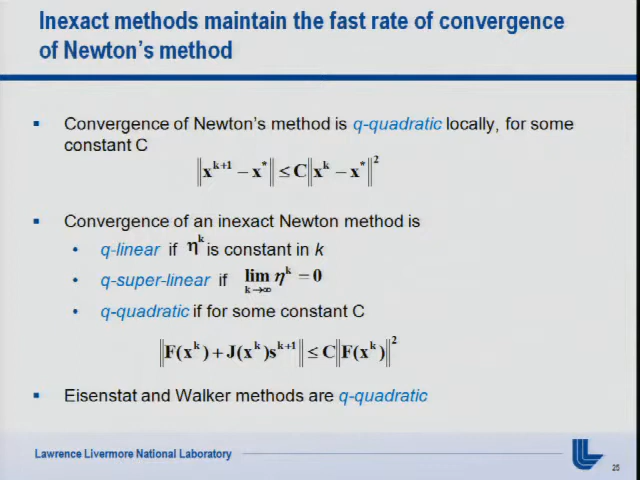 Inexact methods maintain the fast rate of convergence
of Newton's method
▪ Convergence of Newton's method is q-quadratic locally, for some
constant C
‖x^{k+1} − x^*‖ ≤ C‖x^k − x^*‖^2
▪ Convergence of an inexact Newton method is
• q-linear if η^k is constant in k
• q-super-linear if lim_{k→∞} η^k = 0
• q-quadratic if for some constant C
‖F(x^k) + J(x^k)s^{k+1}‖ ≤ C‖F(x^k)‖^2
▪ Eisenstat and Walker methods are q-quadratic
Lawrence Livermore National Laboratory
25